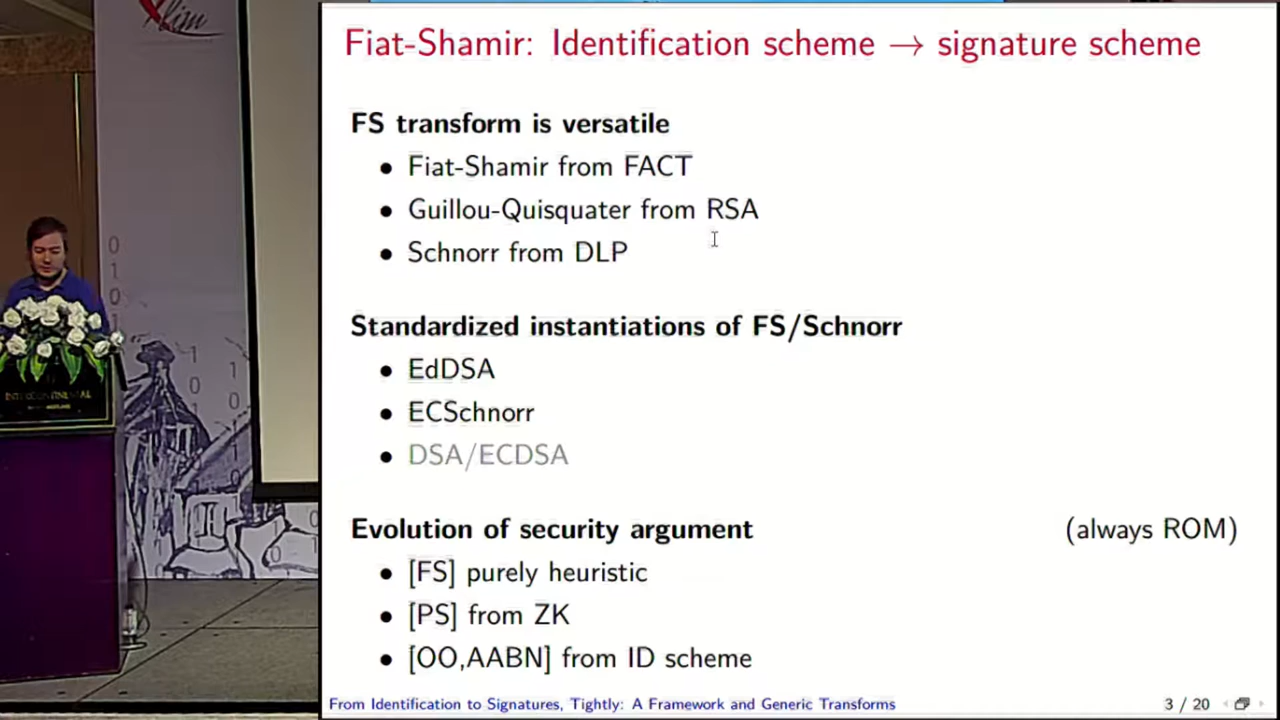 Fiat-Shamir: Identification scheme → signature scheme
FS transform is versatile
• Fiat-Shamir from FACT
• Guillou-Quisquater from RSA
• Schnorr from DLP
Standardized instantiations of FS/Schnorr
• EdDSA
• ECSchnorr
• DSA/ECDSA
Evolution of security argument (always ROM)
• [FS] purely heuristic
• [PS] from ZK
• [OO,AABN] from ID scheme
From Identification to Signatures, Tightly: A Framework and Generic Transforms 3 / 20
INTERCONTINENTAL